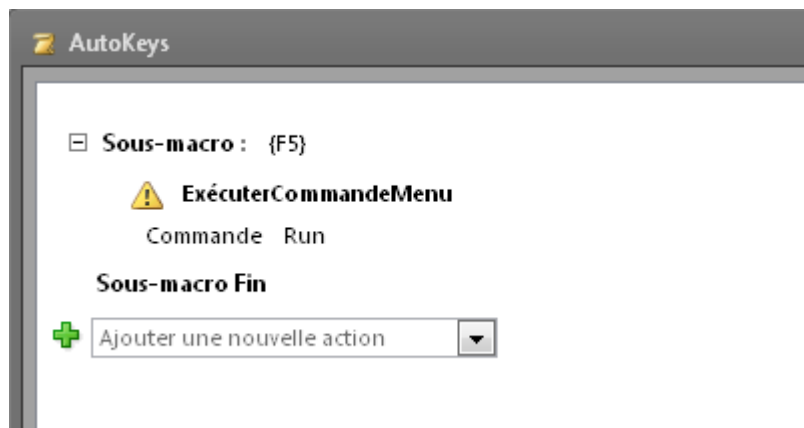 AutoKeys
Sous-macro : {F5}
ExécuterCommandeMenu
Commande Run
Sous-macro Fin
Ajouter une nouvelle action